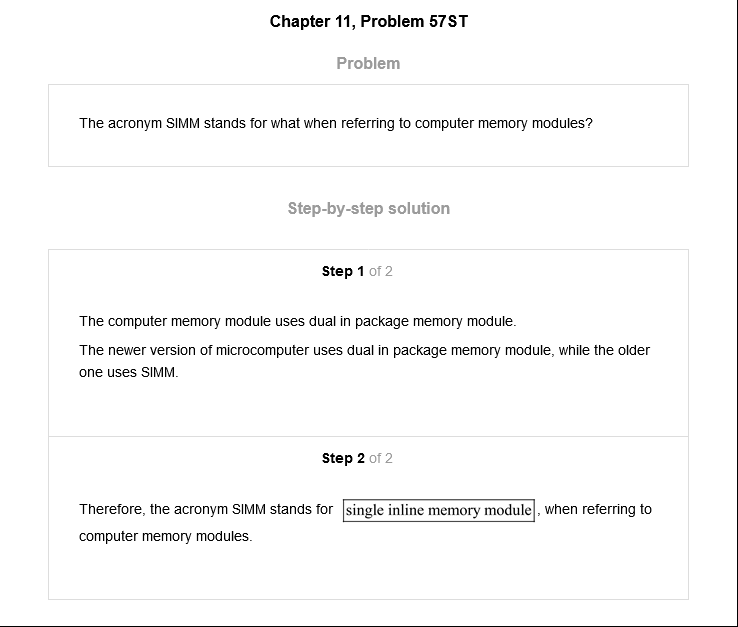 Chapter 11, Problem 57ST
Problem
The acronym SIMM stands for what when referring to computer memory modules?
Step-by-step solution
Step 1 of 2
The computer memory module uses dual in package memory module.
The newer version of microcomputer uses dual in package memory module, while the older
one uses SIMM.
Step 2 of 2
Therefore, the acronym SIMM stands for single inline memory module, when referring to
computer memory modules.